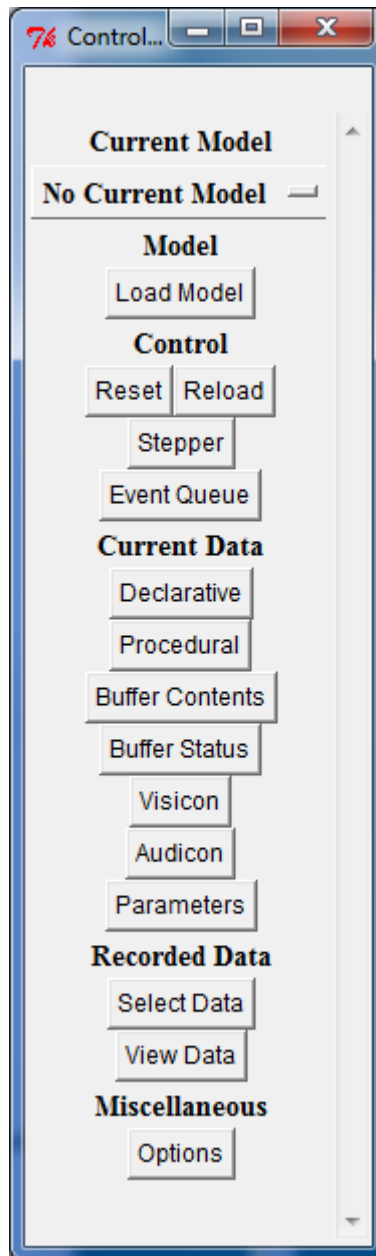 Control...
Current Model
No Current Model
Model
Load Model
Control
Reset Reload
Stepper
Event Queue
Current Data
Declarative
Procedural
Buffer Contents
Buffer Status
Visicon
Audicon
Parameters
Recorded Data
Select Data
View Data
Miscellaneous
Options